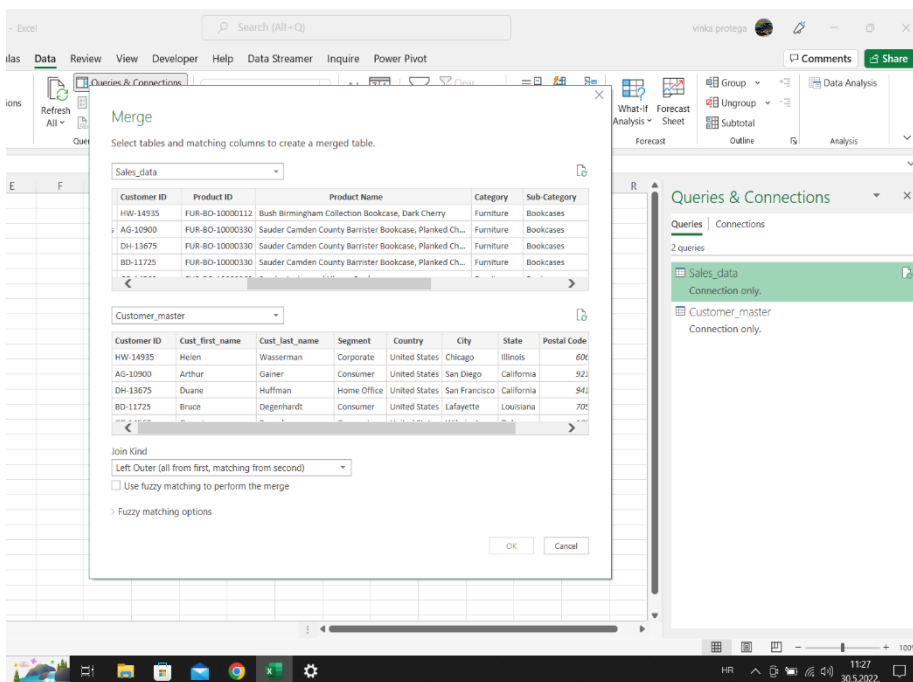 - Excel
Search (Alt+Q)
vinka protega
Data Review View Developer Help Data Streamer Inquire Power Pivot
Comments Share
Refresh All
Queries & Connections
Clear
What-If Analysis
Forecast Sheet
Group
Ungroup
Subtotal
Data Analysis
Forecast Outline Analysis
E F R
Merge
Select tables and matching columns to create a merged table.
Sales_data
Customer ID Product ID Product Name Category Sub-Category
HW-14935 FUR-BO-10000112 Bush Birmingham Collection Bookcase, Dark Cherry Furniture Bookcases
AG-10900 FUR-BO-10000330 Sauder Camden County Barrister Bookcase, Planked Ch... Furniture Bookcases
DH-13675 FUR-BO-10000330 Sauder Camden County Barrister Bookcase, Planked Ch... Furniture Bookcases
BD-11725 FUR-BO-10000330 Sauder Camden County Barrister Bookcase, Planked Ch... Furniture Bookcases
Customer_master
Customer ID Cust_first_name Cust_last_name Segment Country City State Postal Code
HW-14935 Helen Wasserman Corporate United States Chicago Illinois
AG-10900 Arthur Gainer Consumer United States San Diego California
DH-13675 Duane Huffman Home Office United States San Francisco California
BD-11725 Bruce Degenhardt Consumer United States Lafayette Louisiana
Join Kind
Left Outer (all from first, matching from second)
Use fuzzy matching to perform the merge
Fuzzy matching options
OK Cancel
Queries & Connections
Queries Connections
2 queries
Sales_data
Connection only.
Customer_master
Connection only.
HR
11:27
30.5.2022.